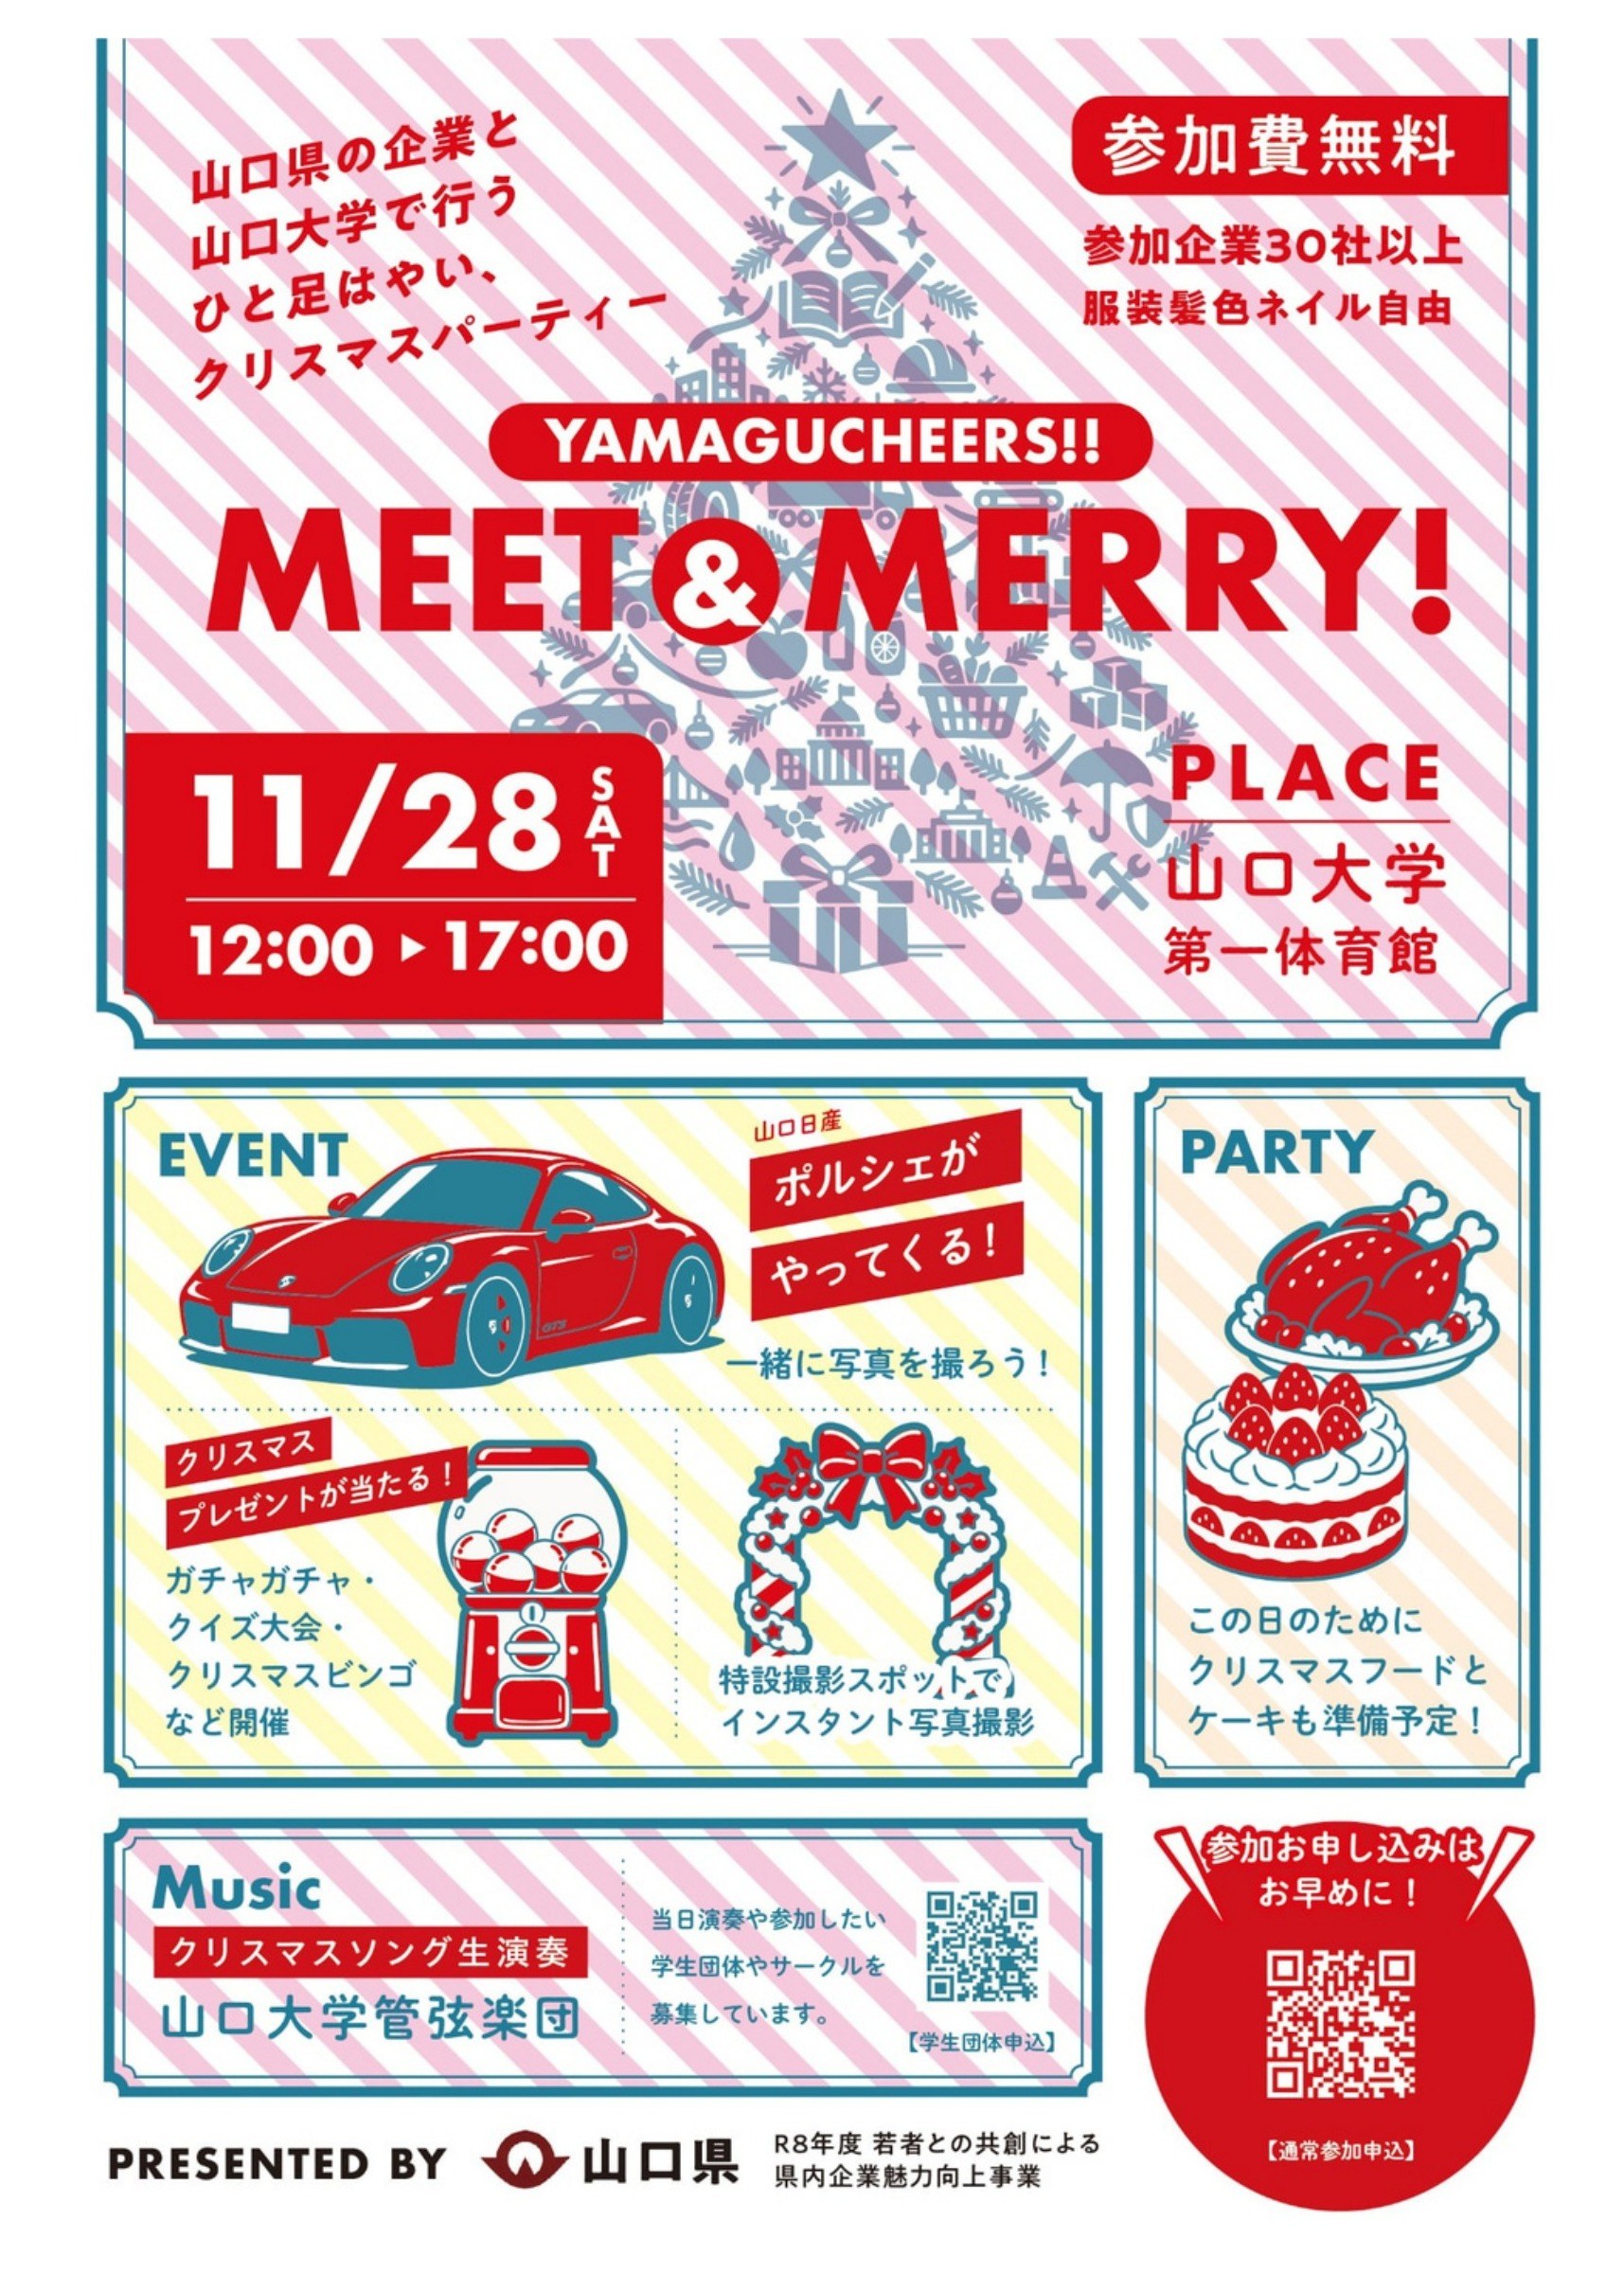 山口県の企業と
山口大学で行う
ひと足はやい、
クリスマスパーティー
参加費無料
参加企業30社以上
服装髪色ネイル自由
YAMAGUCHEERS!!
MEET&MERRY!
11/28 SAT
12:00▶17:00
PLACE
山口大学
第一体育館
EVENT
山口日産
ポルシェが
やってくる!
一緒に写真を撮ろう!
クリスマス
プレゼントが当たる!
ガチャガチャ・
クイズ大会・
クリスマスビンゴ
など開催
特設撮影スポットで
インスタント写真撮影
PARTY
この日のために
クリスマスフードと
ケーキも準備予定!
Music
クリスマスソング生演奏
山口大学管弦楽団
当日演奏や参加したい
学生団体やサークルを
募集しています。
【学生団体申込】
参加お申し込みは
お早めに!
【通常参加申込】
PRESENTED BY 山口県
R8年度 若者との共創による
県内企業魅力向上事業